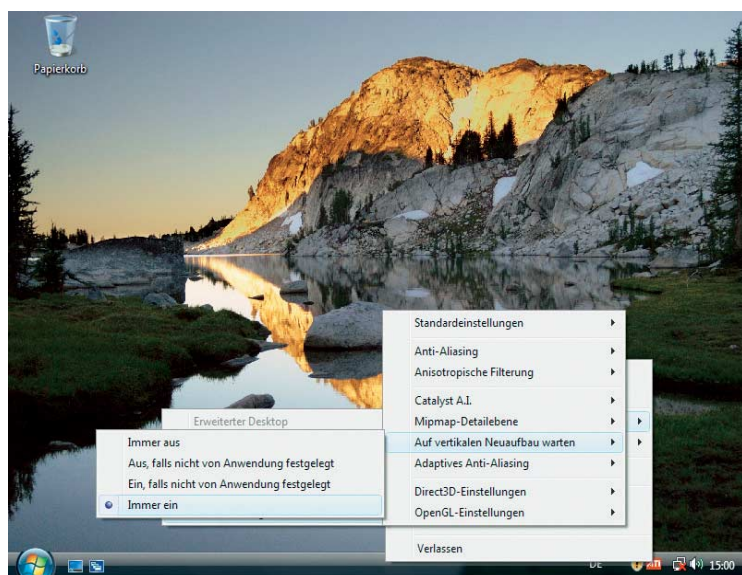 Papierkorb
Standardeinstellungen
Anti-Aliasing
Anisotropische Filterung
Catalyst A.I.
Mipmap-Detailebene
Auf vertikalen Neuaufbau warten
Adaptives Anti-Aliasing
Direct3D-Einstellungen
OpenGL-Einstellungen
Verlassen
Erweiterter Desktop
Immer aus
Aus, falls nicht von Anwendung festgelegt
Ein, falls nicht von Anwendung festgelegt
Immer ein
DE
15:00